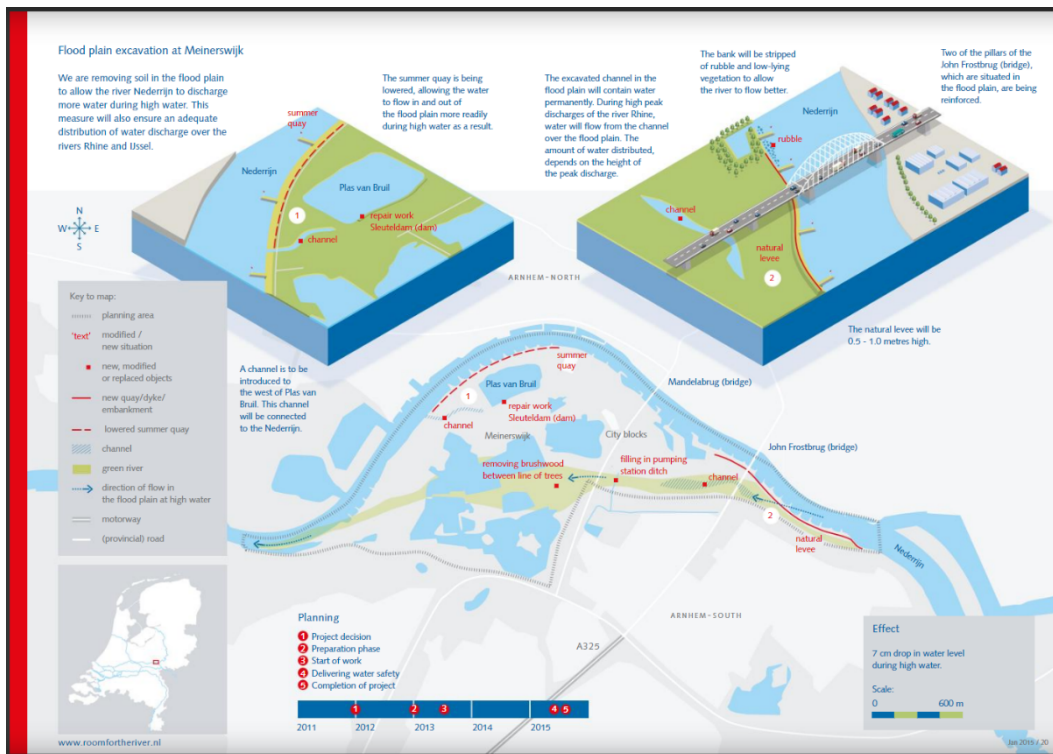 Flood plain excavation at Meinerswijk
We are removing soil in the flood plain
to allow the river Nederrijn to discharge
more water during high water. This
measure will also ensure an adequate
distribution of water discharge over the
rivers Rhine and IJssel.
The summer quay is being
lowered, allowing the water
to flow in and out of
the flood plain more readily
during high water as a result.
The excavated channel in the
flood plain will contain water
permanently. During high peak
discharges of the river Rhine,
water will flow from the channel
over the flood plain. The
amount of water distributed,
depends on the height of
the peak discharge.
The bank will be stripped
of rubble and low-lying
vegetation to allow
the river to flow better.
Two of the pillars of the
John Frostbrug (bridge),
which are situated in
the flood plain, are being
reinforced.
summer
quay
Nederrijn
Plas van Bruil
1
repair work
Sleuteldam (dam)
channel
Nederrijn
rubble
channel
natural
levee
2
N
W E
S
ARNHEM-NORTH
Key to map:
planning area
'text' modified /
new situation
new, modified
or replaced objects
new quay/dyke/
embankment
lowered summer quay
channel
green river
direction of flow in
the flood plain at high water
motorway
(provincial) road
A channel is to be
introduced to
the west of Plas van
Bruil. This channel
will be connected
to the Nederrijn.
The natural levee will be
0.5 - 1.0 metres high.
summer
quay
Plas van Bruil
1
repair work
Sleuteldam (dam)
channel
Meinerswijk
City blocks
Mandelabrug (bridge)
John Frostbrug (bridge)
removing brushwood
between line of trees
filling in pumping
station ditch
channel
2
natural
levee
Nederrijn
ARNHEM-SOUTH
A325
Planning
1 Project decision
2 Preparation phase
3 Start of work
4 Delivering water safety
5 Completion of project
1 2 3 4 5
2011 2012 2013 2014 2015
Effect
7 cm drop in water level
during high water.
Scale:
0 600 m
www.roomfortheriver.nl
Jan 2015 / 20